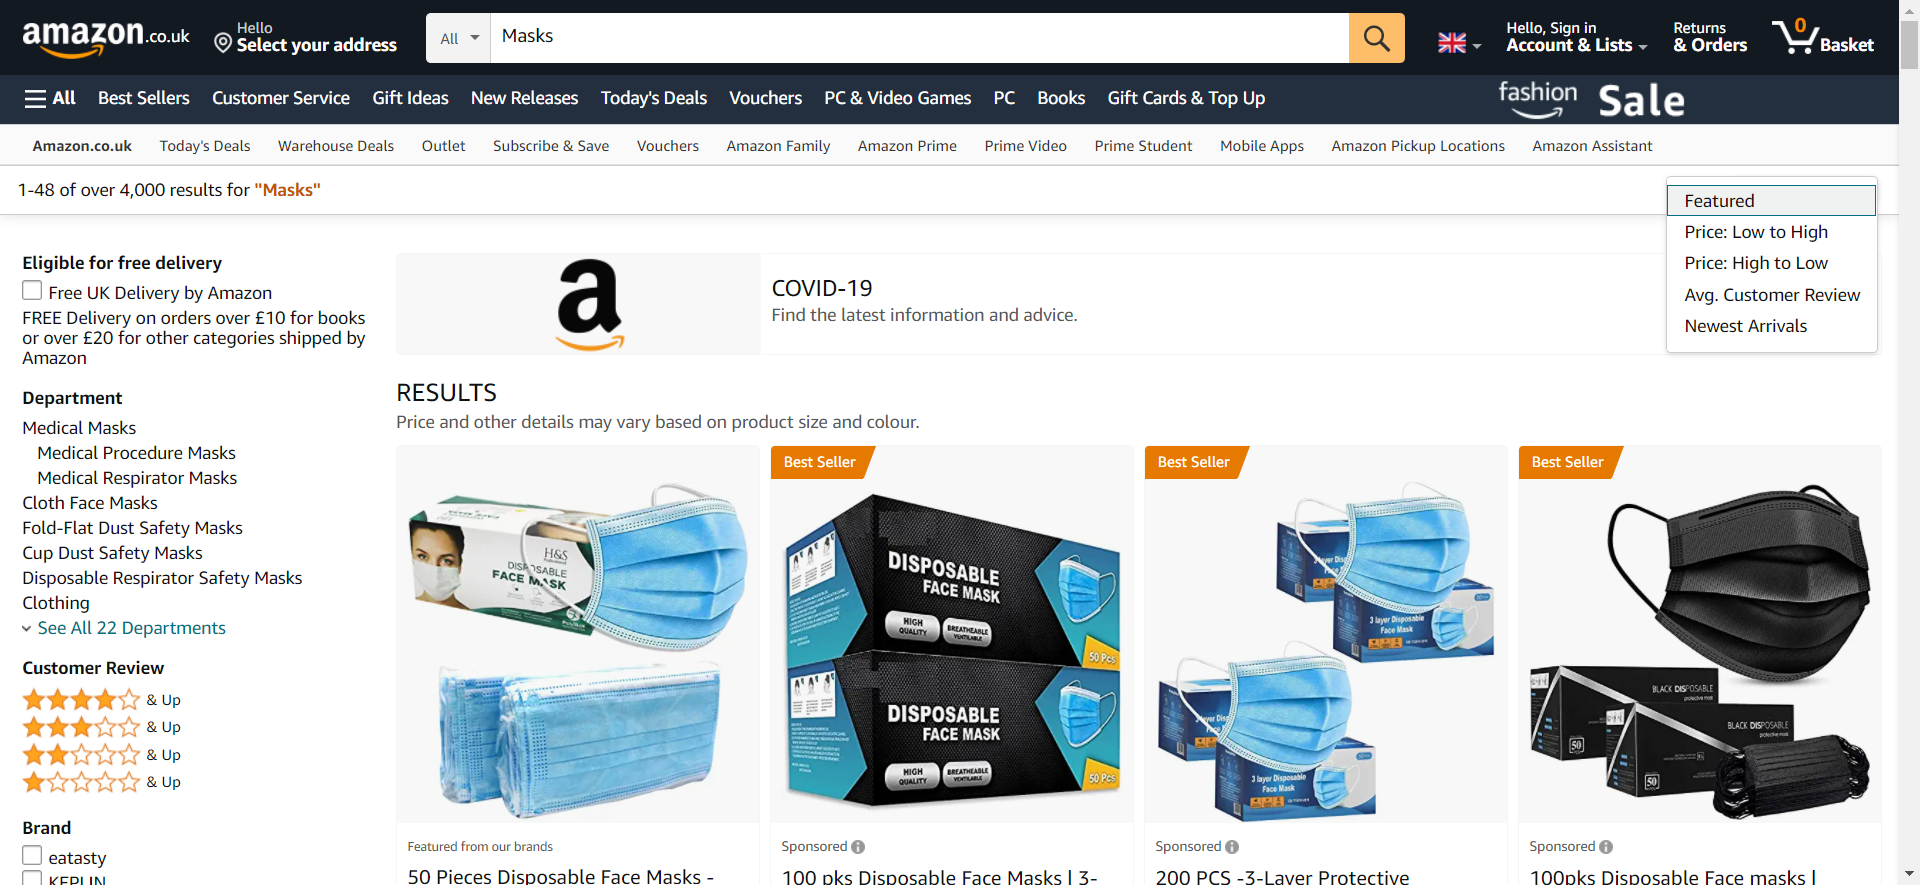 amazon.co.uk
Hello
Select your address
All
Masks
Hello, Sign in
Account & Lists
Returns
& Orders
0
Basket
All
Best Sellers
Customer Service
Gift Ideas
New Releases
Today's Deals
Vouchers
PC & Video Games
PC
Books
Gift Cards & Top Up
fashion
Sale
Amazon.co.uk
Today's Deals
Warehouse Deals
Outlet
Subscribe & Save
Vouchers
Amazon Family
Amazon Prime
Prime Video
Prime Student
Mobile Apps
Amazon Pickup Locations
Amazon Assistant
1-48 of over 4,000 results for "Masks"
Featured
Price: Low to High
Price: High to Low
Avg. Customer Review
Newest Arrivals
Eligible for free delivery
Free UK Delivery by Amazon
FREE Delivery on orders over £10 for books
or over £20 for other categories shipped by
Amazon
Department
Medical Masks
Medical Procedure Masks
Medical Respirator Masks
Cloth Face Masks
Fold-Flat Dust Safety Masks
Cup Dust Safety Masks
Disposable Respirator Safety Masks
Clothing
See All 22 Departments
Customer Review
& Up
& Up
& Up
& Up
Brand
eatasty
KEPLIN
a
COVID-19
Find the latest information and advice.
RESULTS
Price and other details may vary based on product size and colour.
H&S
DISPOSABLE
FACE MASK
Featured from our brands
50 Pieces Disposable Face Masks -
Best Seller
DISPOSABLE
FACE MASK
HIGH
QUALITY
BREATHEABLE
VENTILABLE
50 Pcs
DISPOSABLE
FACE MASK
HIGH
QUALITY
BREATHEABLE
VENTILABLE
50 Pcs
Sponsored
100 pks Disposable Face Masks | 3-
Best Seller
3 layer Disposable
Face Mask
3 layer Disposable
Face Mask
Sponsored
200 PCS -3-Layer Protective
Best Seller
BLACK DISPOSABLE
protective mask
50
BLACK DISPOSABLE
protective mask
50
Sponsored
100pks Disposable Face masks |